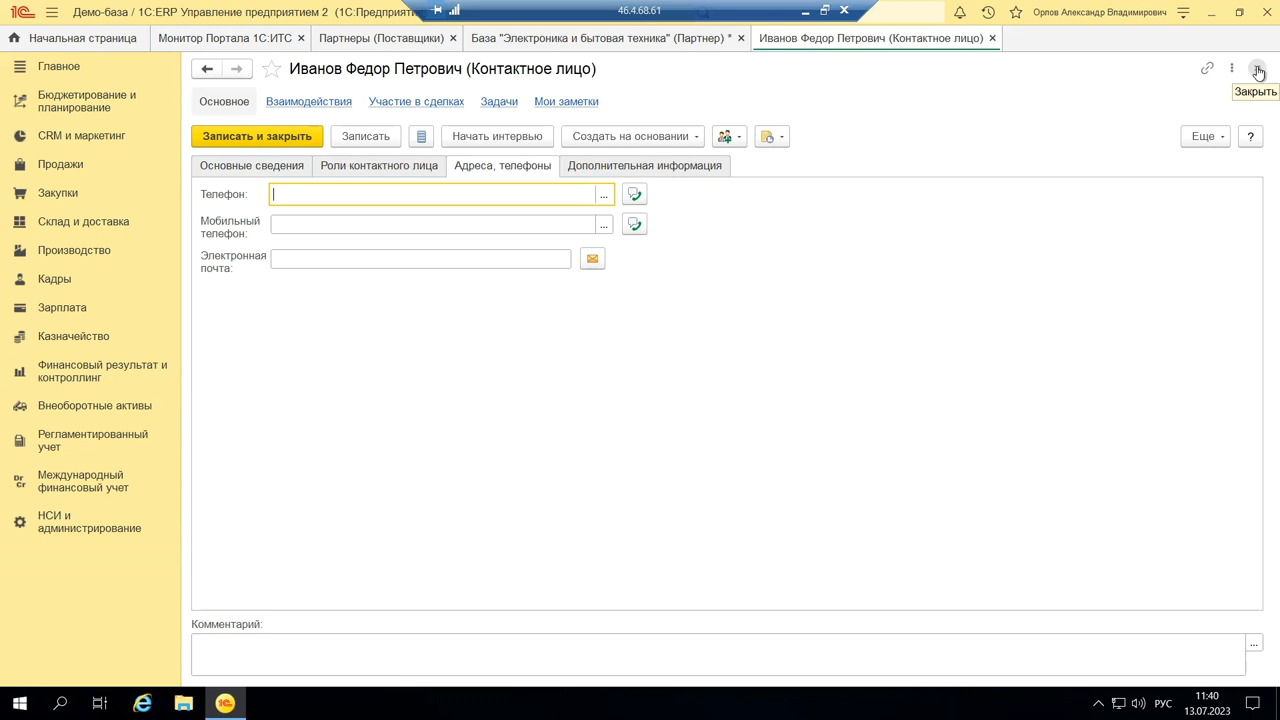 Демо-база / 1С:ERP Управление предприятием 2 (1С:Предприятие
46.4.68.61
Орлов Александр Владимирович
Начальная страница
Монитор Портала 1С:ИТС
Партнеры (Поставщики)
База "Электроника и бытовая техника" (Партнер) *
Иванов Федор Петрович (Контактное лицо)
Главное
Бюджетирование и
планирование
CRM и маркетинг
Продажи
Закупки
Склад и доставка
Производство
Кадры
Зарплата
Казначейство
Финансовый результат и
контроллинг
Внеоборотные активы
Регламентированный
учет
Международный
финансовый учет
НСИ и
администрирование
Иванов Федор Петрович (Контактное лицо)
Закрыть
Основное Взаимодействия Участие в сделках Задачи Мои заметки
Записать и закрыть Записать Начать интервью Создать на основании Еще ?
Основные сведения Роли контактного лица Адреса, телефоны Дополнительная информация
Телефон: ...
Мобильный
телефон: ...
Электронная
почта:
Комментарий:
...
РУС
11:40
13.07.2023